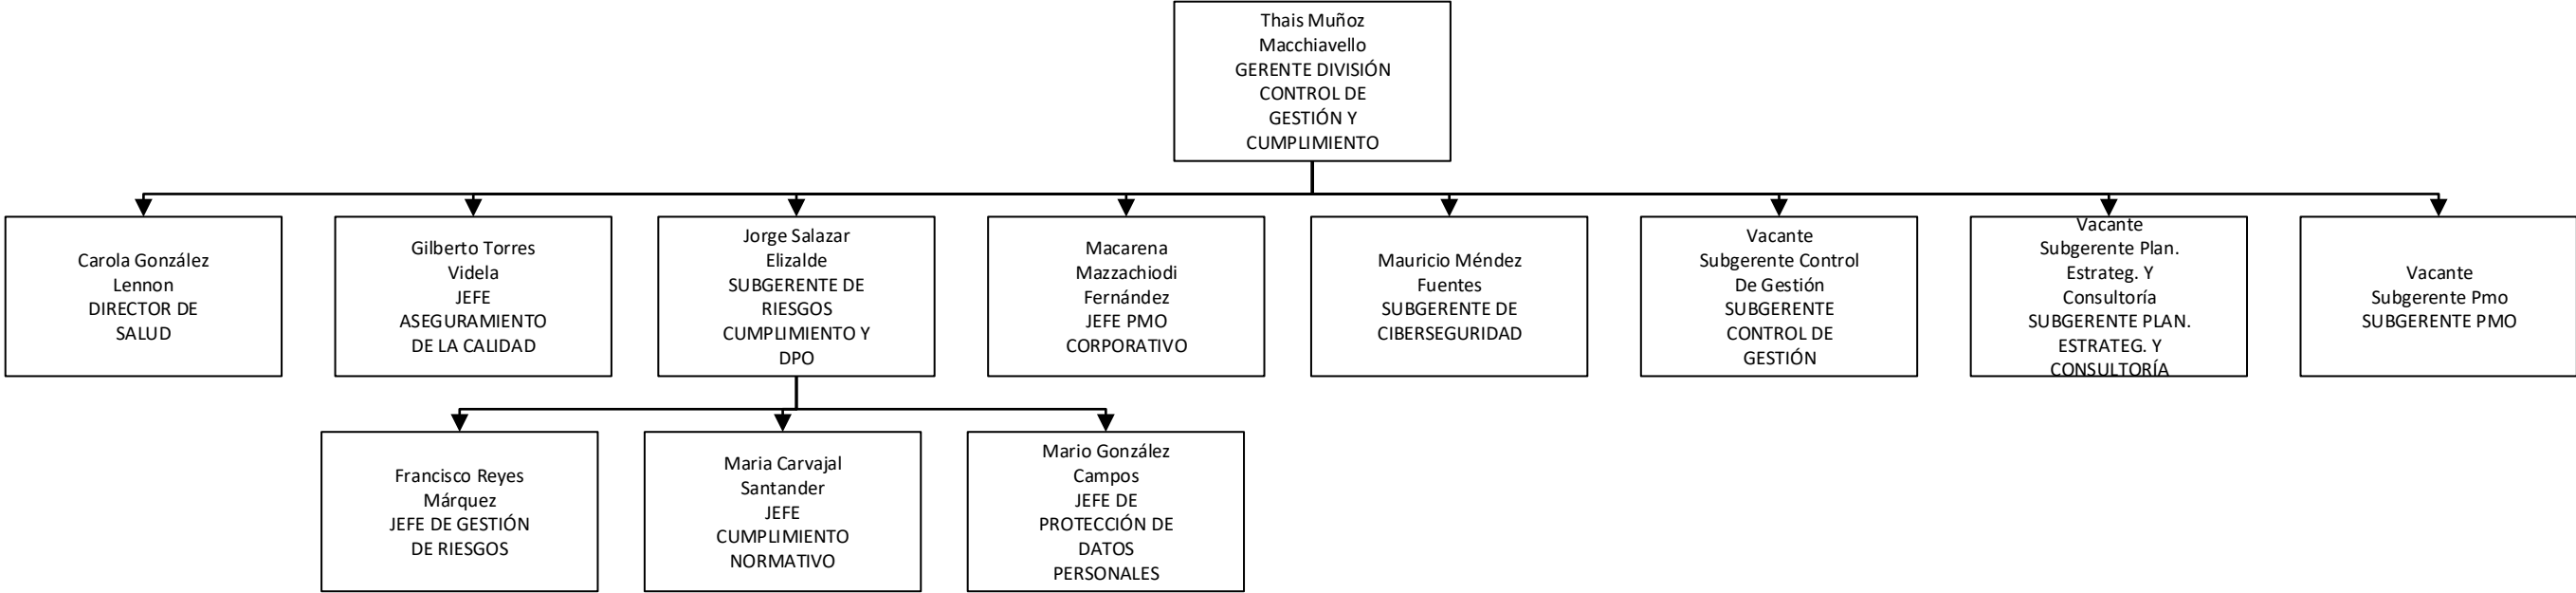 Thais Muñoz
Macchiavello
GERENTE DIVISIÓN
CONTROL DE
GESTIÓN Y
CUMPLIMIENTO
Carola González
Lennon
DIRECTOR DE
SALUD
Gilberto Torres
Videla
JEFE
ASEGURAMIENTO
DE LA CALIDAD
Jorge Salazar
Elizalde
SUBGERENTE DE
RIESGOS
CUMPLIMIENTO Y
DPO
Macarena
Mazzachiodi
Fernández
JEFE PMO
CORPORATIVO
Mauricio Méndez
Fuentes
SUBGERENTE DE
CIBERSEGURIDAD
Vacante
Subgerente Control
De Gestión
SUBGERENTE
CONTROL DE
GESTIÓN
Vacante
Subgerente Plan.
Estrateg. Y
Consultoría
SUBGERENTE PLAN.
ESTRATEG. Y
CONSULTORÍA
Vacante
Subgerente Pmo
SUBGERENTE PMO
Francisco Reyes
Márquez
JEFE DE GESTIÓN
DE RIESGOS
Maria Carvajal
Santander
JEFE
CUMPLIMIENTO
NORMATIVO
Mario González
Campos
JEFE DE
PROTECCIÓN DE
DATOS
PERSONALES